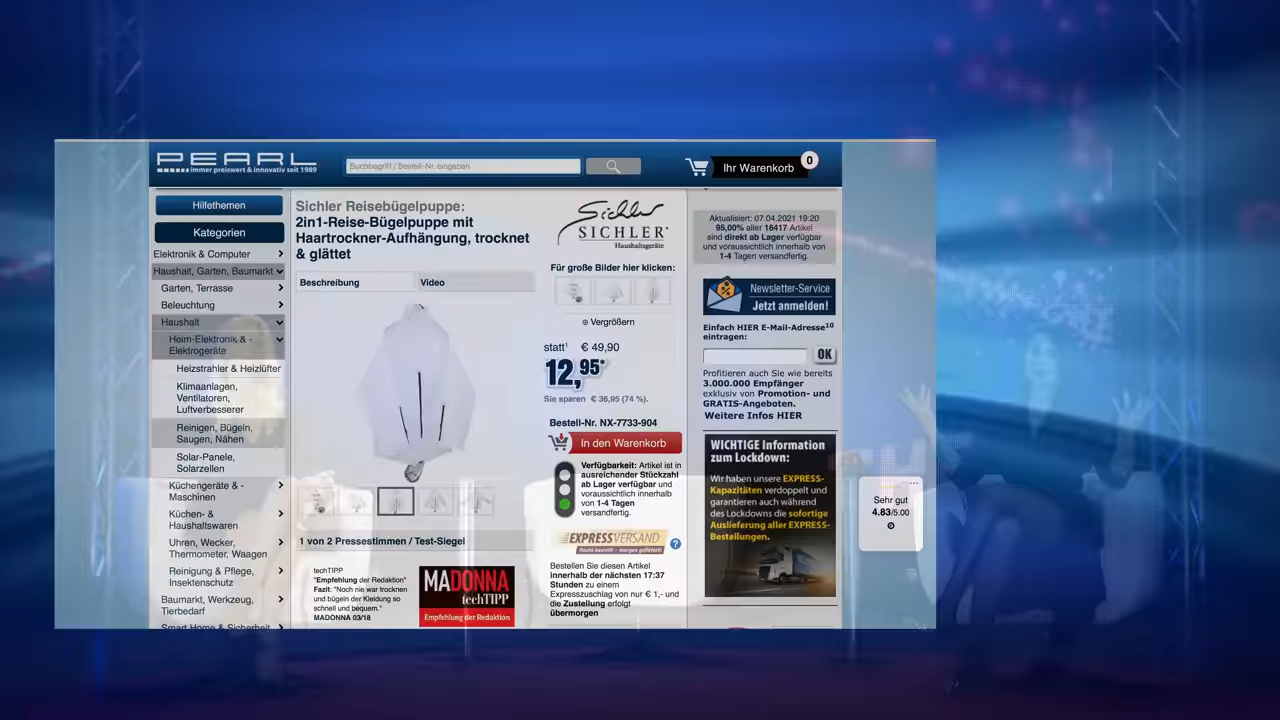 PEARL
immer preiswert & innovativ seit 1989
Buchbegriff / Bestell-Nr. eingeben
Ihr Warenkorb
0
Hilfethemen
Kategorien
Elektronik & Computer
Haushalt, Garten, Baumarkt
Garten, Terrasse
Beleuchtung
Haushalt
Heim-Elektronik & -
Elektrogeräte
Heizstrahler & Heizlüfter
Klimaanlagen,
Ventilatoren,
Luftverbesserer
Reinigen, Bügeln,
Saugen, Nähen
Solar-Panele,
Solarzellen
Küchengeräte & -
Maschinen
Küchen- &
Haushaltswaren
Uhren, Wecker,
Thermometer, Waagen
Reinigung & Pflege,
Insektenschutz
Baumarkt, Werkzeug,
Tierbedarf
Smart Home & Sicherheit
Sichler Reisebügelpuppe:
2in1-Reise-Bügelpuppe mit
Haartrockner-Aufhängung, trocknet
& glättet
Beschreibung
Video
1 von 2 Pressestimmen / Test-Siegel
techTIPP
"Empfehlung der Redaktion"
Fazit: "Noch nie war trocknen
und bügeln der Kleidung so
schnell und bequem."
MADONNA 03/18
MADONNA
techTIPP
Empfehlung der Redaktion
Sichler
SICHLER®
Haushaltsgeräte
Für große Bilder hier klicken:
Vergrößern
statt¹ € 49,90
12,95*
Sie sparen € 36,95 (74 %).
Bestell-Nr. NX-7733-904
In den Warenkorb
Verfügbarkeit: Artikel ist in
ausreichender Stückzahl
ab Lager verfügbar und
voraussichtlich innerhalb
von 1-4 Tagen
versandfertig.
EXPRESSVERSAND
Heute bestellt – morgen geliefert!
?
Bestellen Sie diesen Artikel
innerhalb der nächsten 17:37
Stunden zu einem
Expresszuschlag von nur € 1,- und
die Zustellung erfolgt
übermorgen
Aktualisiert: 07.04.2021 19:20
95,00% aller 16417 Artikel
sind direkt ab Lager verfügbar
und voraussichtlich innerhalb von
1-4 Tagen versandfertig.
%
Newsletter-Service
Jetzt anmelden!
Einfach HIER E-Mail-Adresse¹⁰
eintragen:
OK
Profitieren auch Sie wie bereits
3.000.000 Empfänger
exklusiv von Promotion- und
GRATIS-Angeboten.
Weitere Infos HIER
WICHTIGE Information
zum Lockdown:
Wir haben unsere EXPRESS-
Kapazitäten verdoppelt und
garantieren auch während
des Lockdowns die sofortige
Auslieferung aller EXPRESS-
Bestellungen.
Sehr gut
4.83/5.00